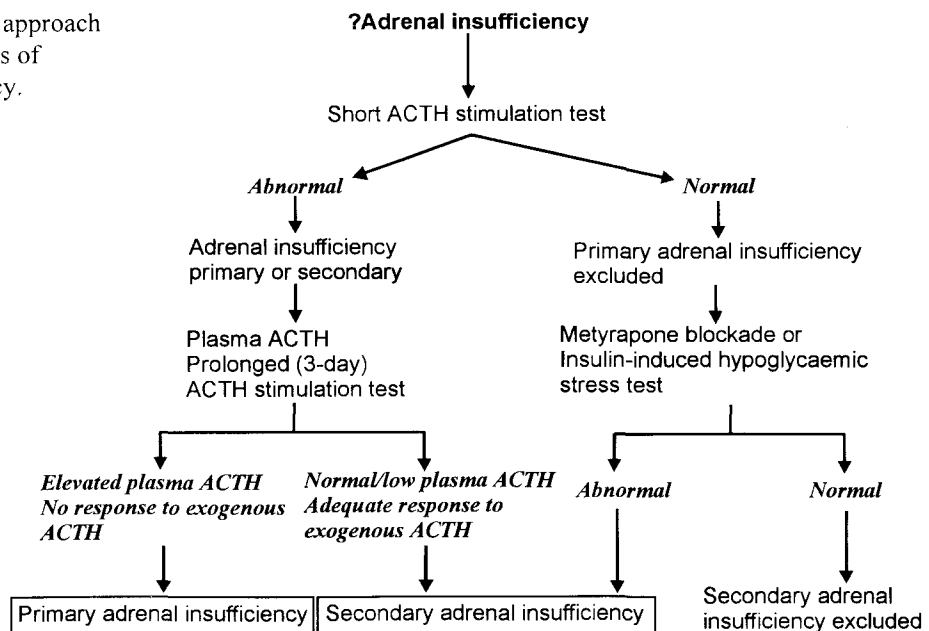 approach
s of
cy.
?Adrenal insufficiency
Short ACTH stimulation test
Abnormal
Normal
Adrenal insufficiency
primary or secondary
Primary adrenal insufficiency
excluded
Plasma ACTH
Prolonged (3-day)
ACTH stimulation test
Metyrapone blockade or
Insulin-induced hypoglycaemic
stress test
Elevated plasma ACTH
No response to exogenous
ACTH
Normal/low plasma ACTH
Adequate response to
exogenous ACTH
Abnormal
Normal
Primary adrenal insufficiency
Secondary adrenal insufficiency
Secondary adrenal
insufficiency excluded